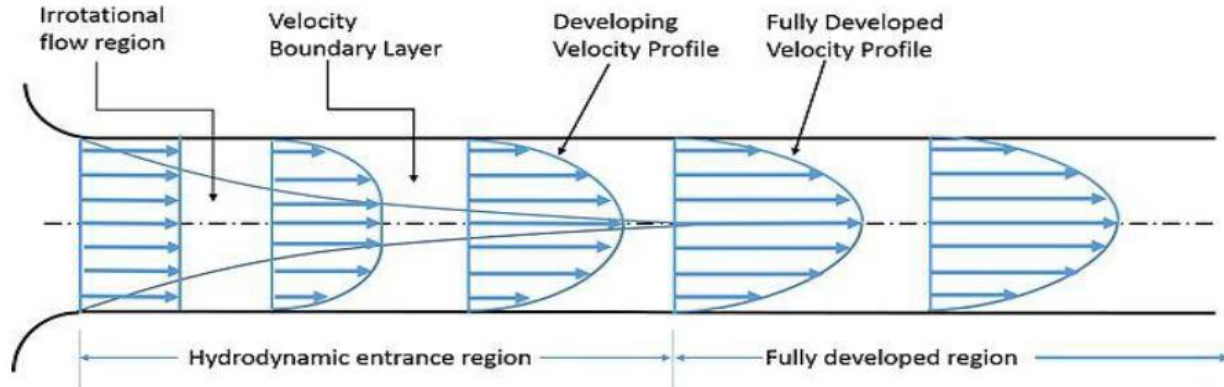 Irrotational
flow region
Velocity
Boundary Layer
Developing
Velocity Profile
Fully Developed
Velocity Profile
Hydrodynamic entrance region
Fully developed region